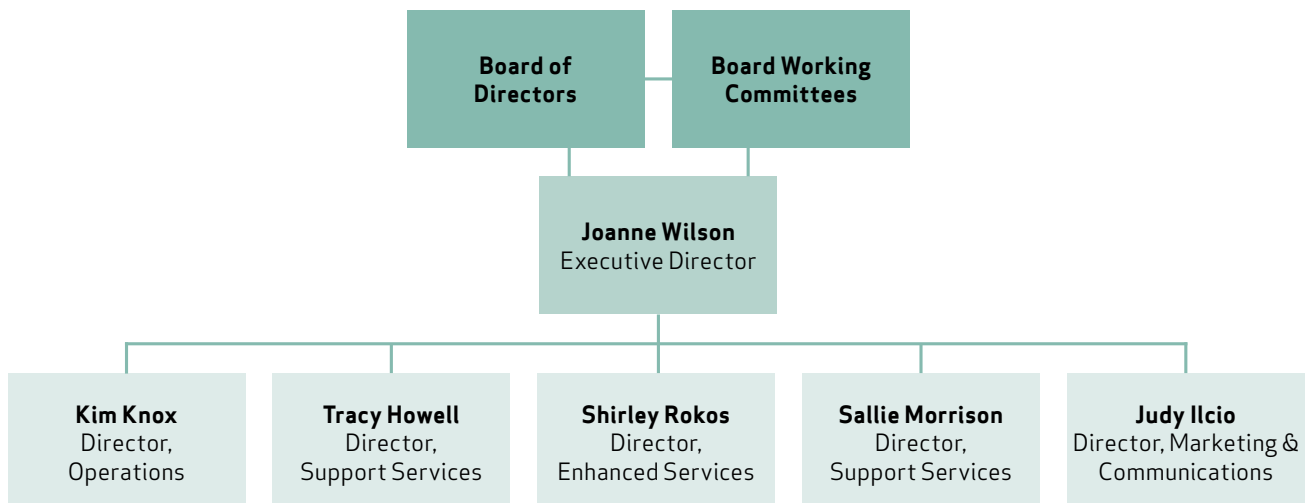 Board of
Directors
Board Working
Committees
Joanne Wilson
Executive Director
Kim Knox
Director,
Operations
Tracy Howell
Director,
Support Services
Shirley Rokos
Director,
Enhanced Services
Sallie Morrison
Director,
Support Services
Judy Ilcio
Director, Marketing &
Communications